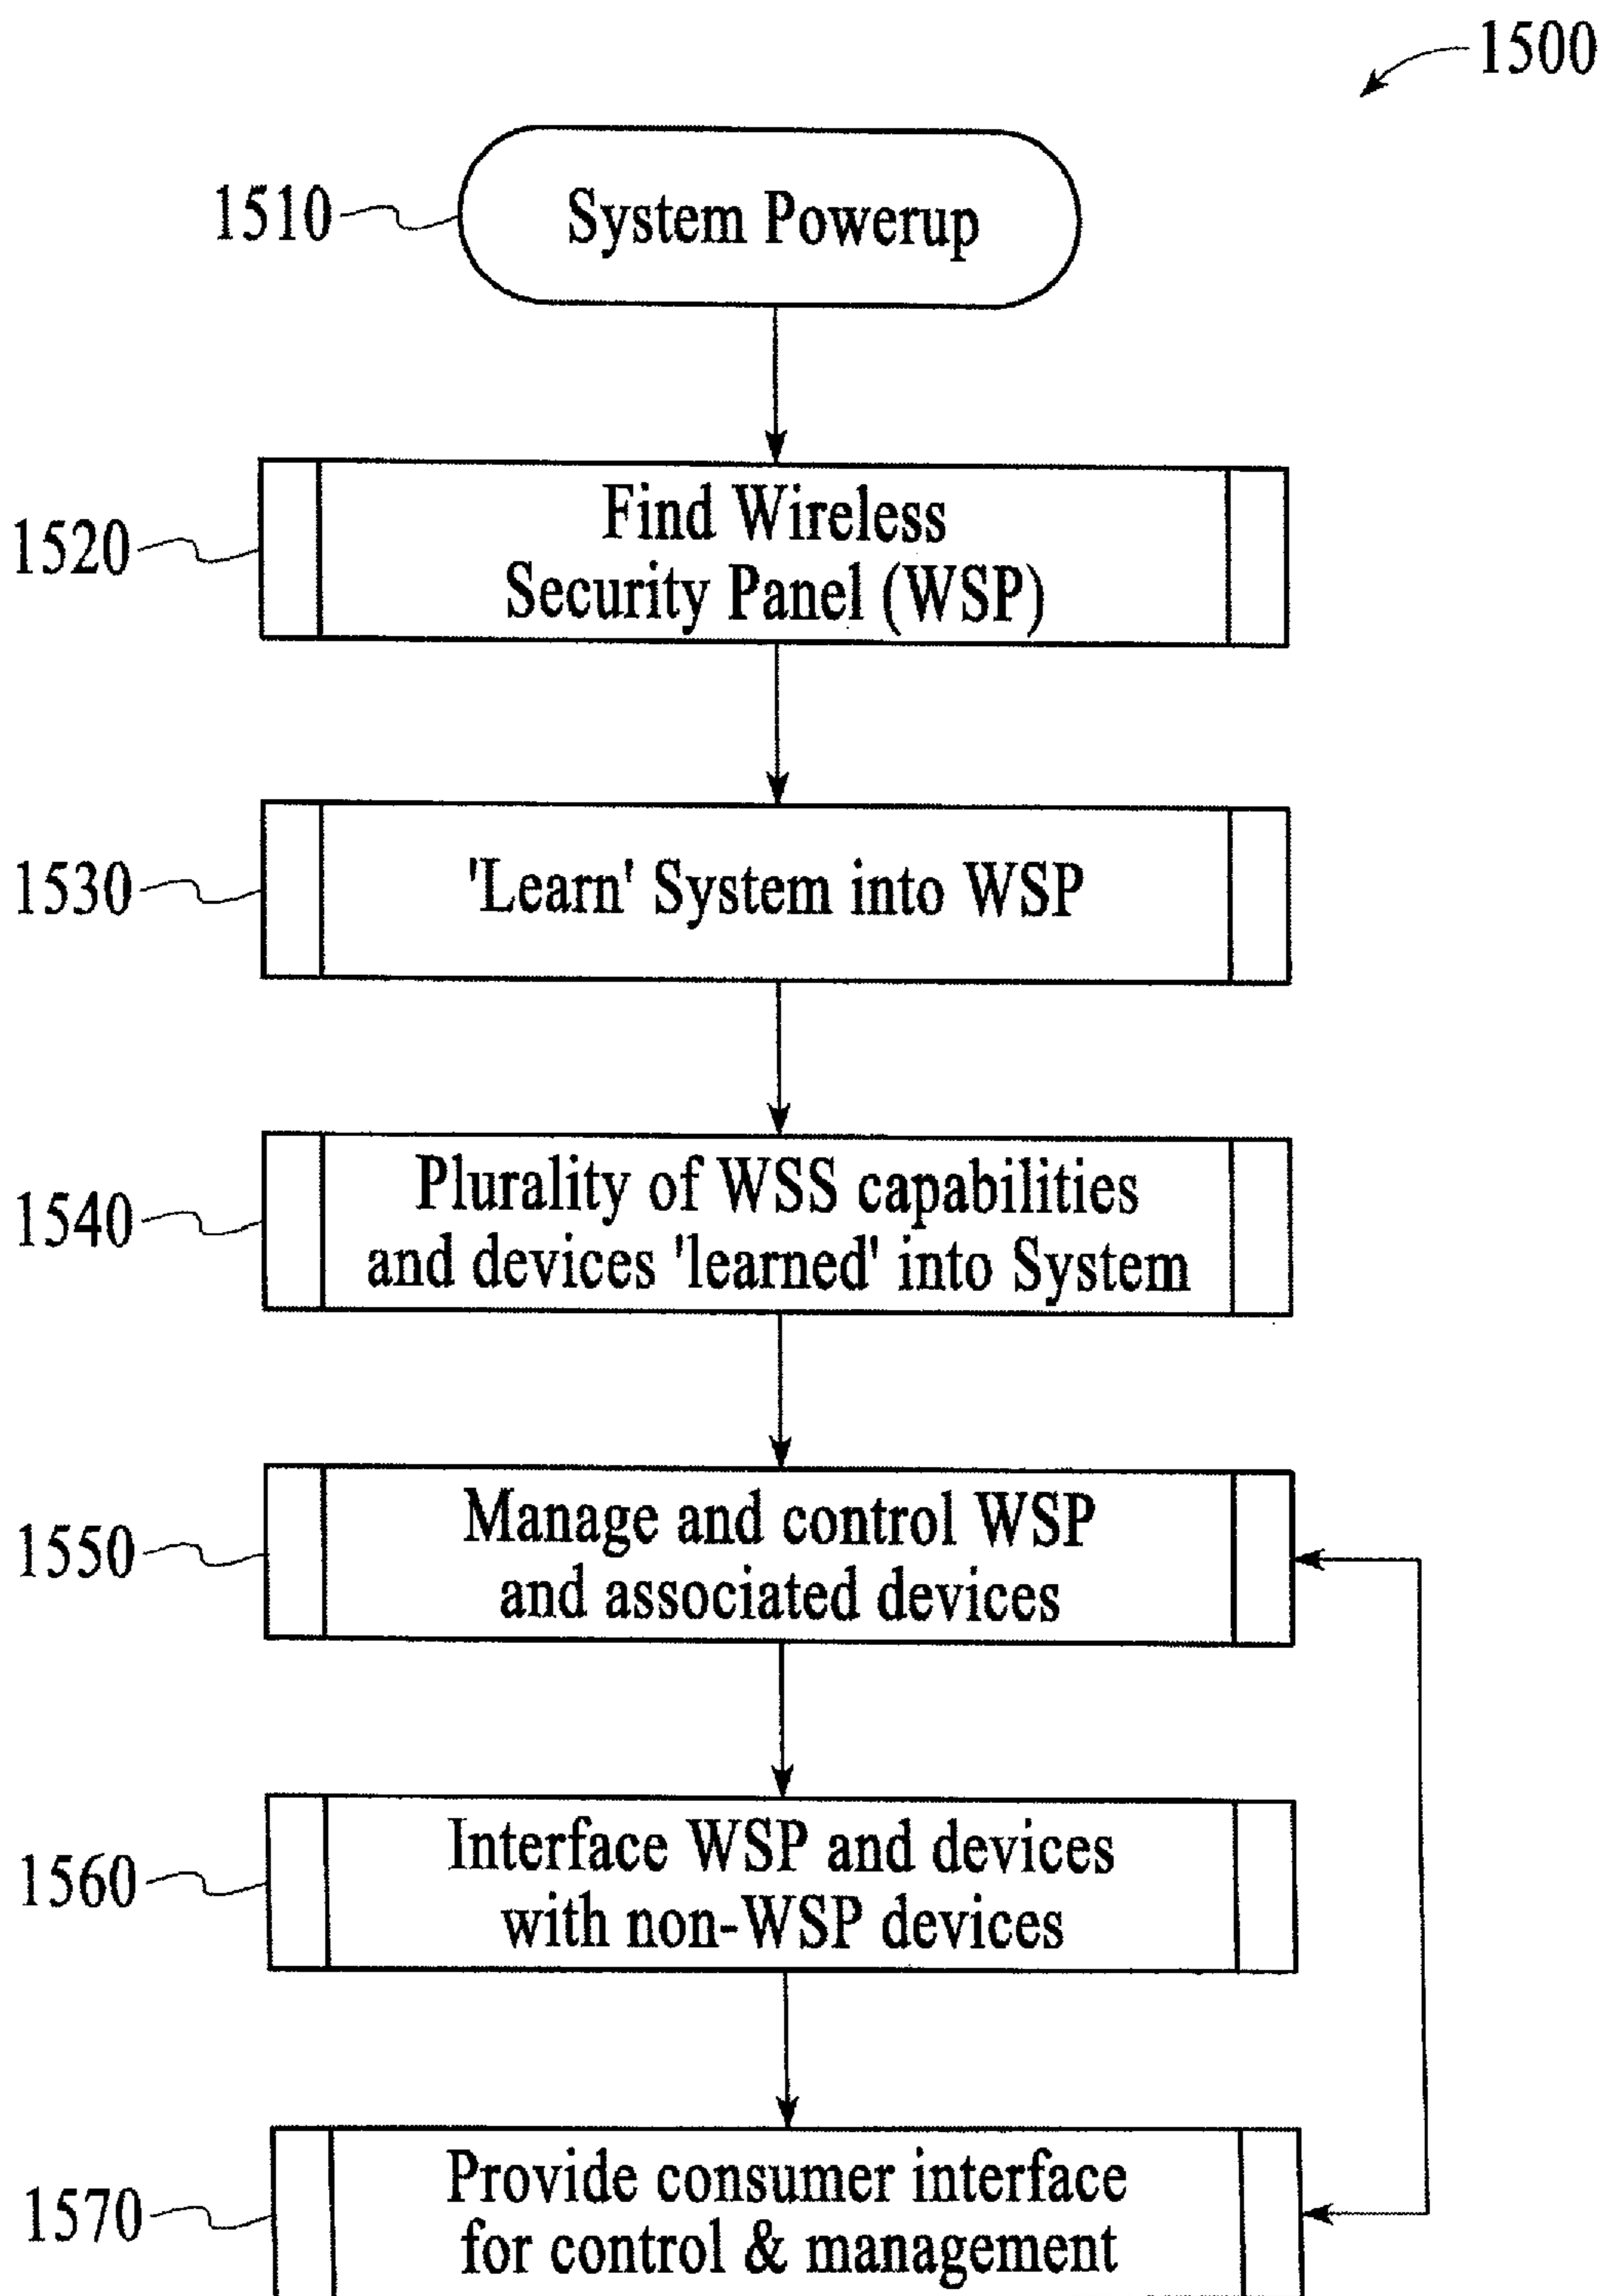 1500
1510
System Powerup
1520
Find Wireless
Security Panel (WSP)
1530
'Learn' System into WSP
1540
Plurality of WSS capabilities
and devices 'learned' into System
1550
Manage and control WSP
and associated devices
1560
Interface WSP and devices
with non-WSP devices
1570
Provide consumer interface
for control & management